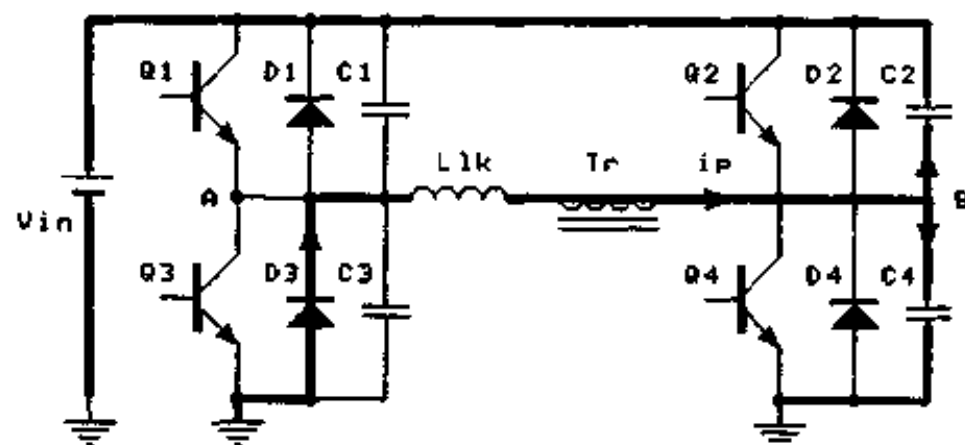 Q1 D1 C1 Q2 D2 C2
Llk Tr ip
Vin A B
Q3 D3 C3 Q4 D4 C4